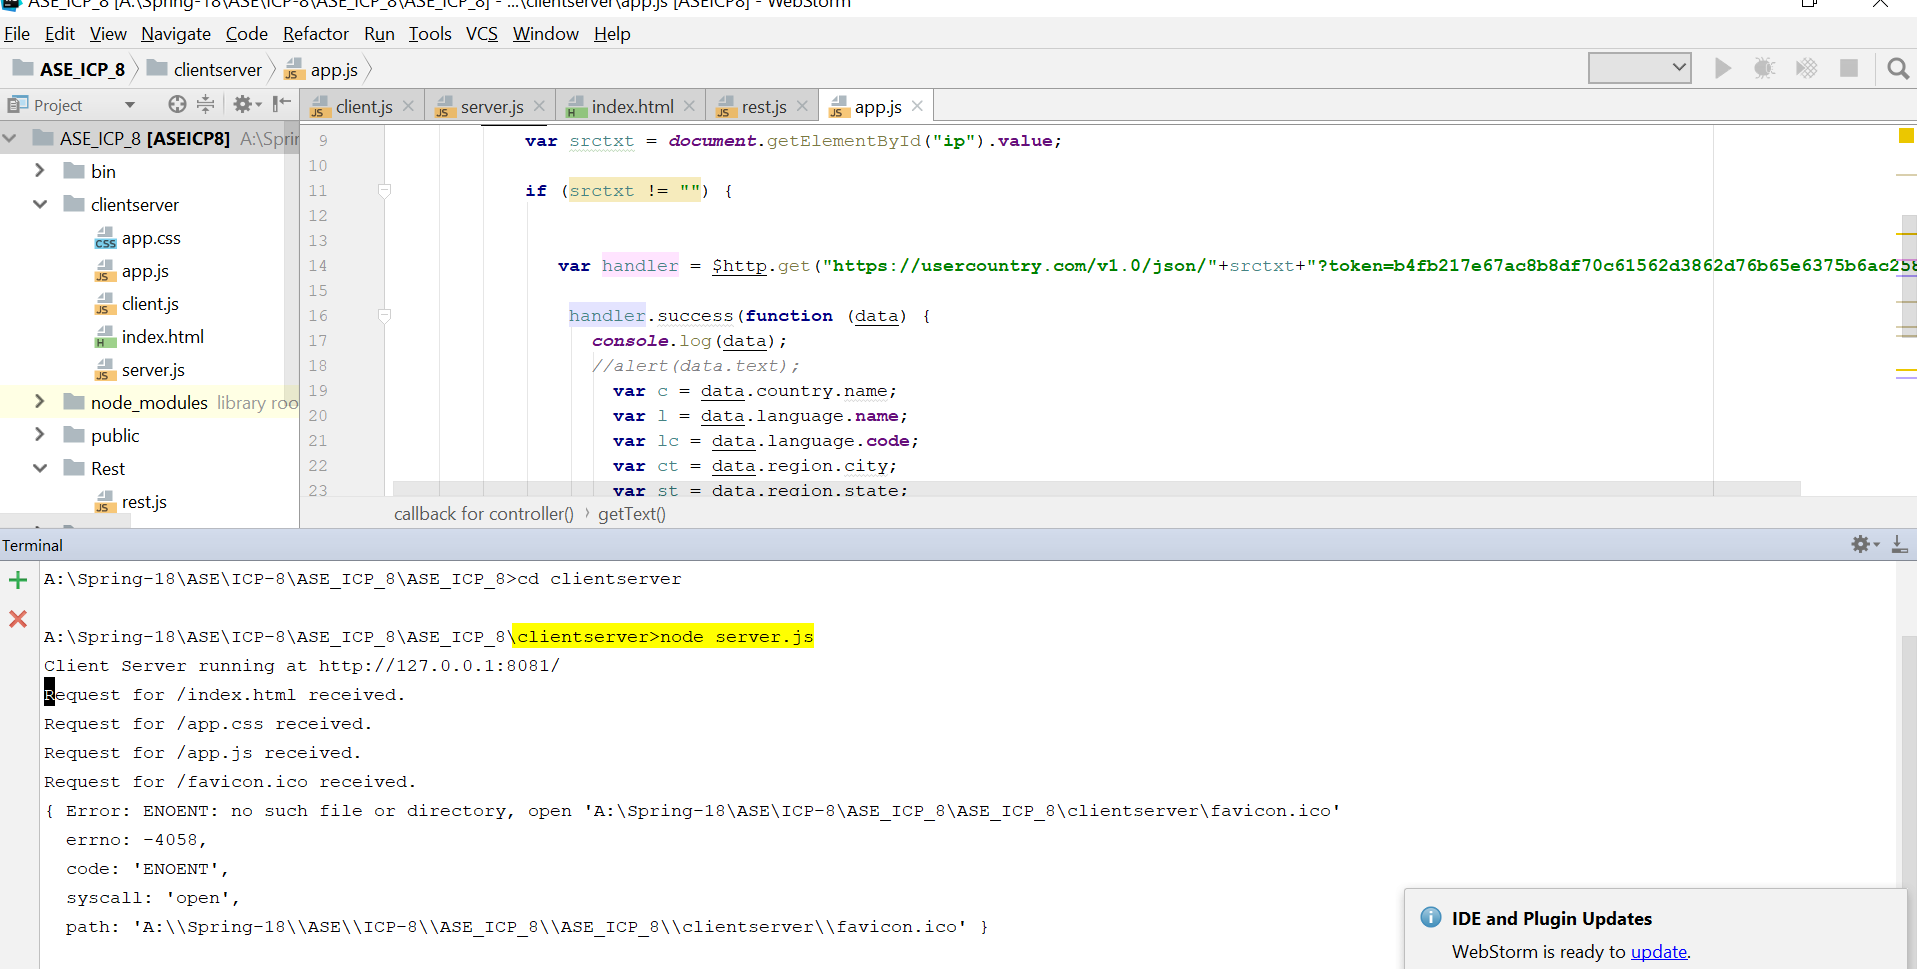 ASE_ICP_8 [A:\Spring-18\ASE\ICP-8\ASE_ICP_8\ASE_ICP_8] - ...\clientserver\app.js [ASEICP8] - WebStorm
File Edit View Navigate Code Refactor Run Tools VCS Window Help
ASE_ICP_8 clientserver app.js
Project
client.js server.js index.html rest.js app.js
ASE_ICP_8 [ASEICP8] A:\Sprin
bin
clientserver
app.css
app.js
client.js
index.html
server.js
node_modules library roo
public
Rest
rest.js
9 var srctxt = document.getElementById("ip").value;
10
11 if (srctxt != "") {
12
13
14 var handler = $http.get("https://usercountry.com/v1.0/json/"+srctxt+"?token=b4fb217e67ac8b8df70c61562d3862d76b65e6375b6ac258
15
16 handler.success(function (data) {
17 console.log(data);
18 //alert(data.text);
19 var c = data.country.name;
20 var l = data.language.name;
21 var lc = data.language.code;
22 var ct = data.region.city;
23 var st = data.region.state;
callback for controller() › getText()
Terminal
A:\Spring-18\ASE\ICP-8\ASE_ICP_8\ASE_ICP_8>cd clientserver
A:\Spring-18\ASE\ICP-8\ASE_ICP_8\ASE_ICP_8\clientserver>node server.js
Client Server running at http://127.0.0.1:8081/
Request for /index.html received.
Request for /app.css received.
Request for /app.js received.
Request for /favicon.ico received.
{ Error: ENOENT: no such file or directory, open 'A:\Spring-18\ASE\ICP-8\ASE_ICP_8\ASE_ICP_8\clientserver\favicon.ico'
errno: -4058,
code: 'ENOENT',
syscall: 'open',
path: 'A:\\Spring-18\\ASE\\ICP-8\\ASE_ICP_8\\ASE_ICP_8\\clientserver\\favicon.ico' }
IDE and Plugin Updates
WebStorm is ready to update.